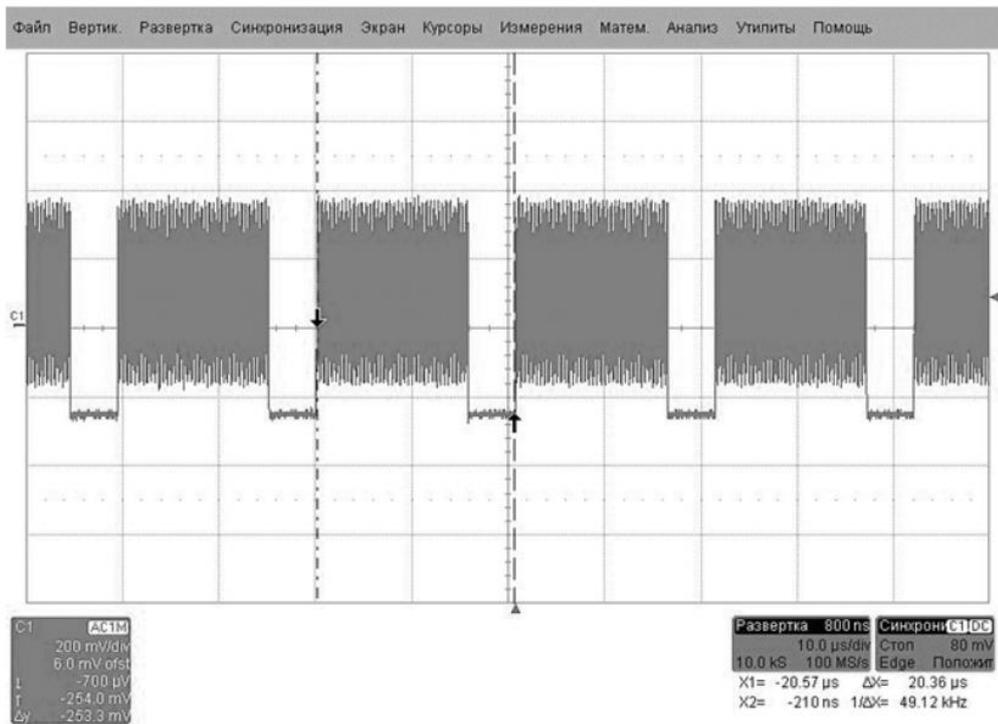 Файл Вертик. Развертка Синхронизация Экран Курсоры Измерения Матем. Анализ Утилиты Помощь
C1
C1 AC1M
200 mV/div
6.0 mV ofst
-700 µV
-254.0 mV
Δy -253.3 mV
Развертка 800 ns
10.0 µs/div
10.0 kS 100 MS/s
Синхрони C1 DC
Стоп 80 mV
Edge Положит
X1= -20.57 µs ΔX= 20.36 µs
X2= -210 ns 1/ΔX= 49.12 kHz